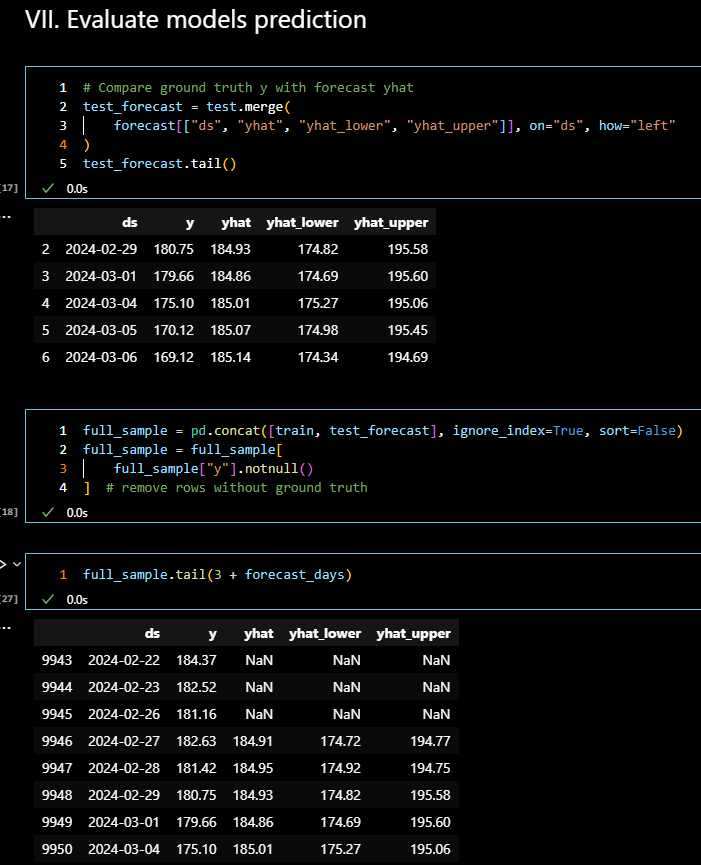 VII. Evaluate models prediction
1 # Compare ground truth y with forecast yhat
2 test_forecast = test.merge(
3 forecast[["ds", "yhat", "yhat_lower", "yhat_upper"]], on="ds", how="left"
4 )
5 test_forecast.tail()
[17] ✓ 0.0s
...
ds y yhat yhat_lower yhat_upper
2 2024-02-29 180.75 184.93 174.82 195.58
3 2024-03-01 179.66 184.86 174.69 195.60
4 2024-03-04 175.10 185.01 175.27 195.06
5 2024-03-05 170.12 185.07 174.98 195.45
6 2024-03-06 169.12 185.14 174.34 194.69
1 full_sample = pd.concat([train, test_forecast], ignore_index=True, sort=False)
2 full_sample = full_sample[
3 full_sample["y"].notnull()
4 ] # remove rows without ground truth
[18] ✓ 0.0s
1 full_sample.tail(3 + forecast_days)
[27] ✓ 0.0s
...
ds y yhat yhat_lower yhat_upper
9943 2024-02-22 184.37 NaN NaN NaN
9944 2024-02-23 182.52 NaN NaN NaN
9945 2024-02-26 181.16 NaN NaN NaN
9946 2024-02-27 182.63 184.91 174.72 194.77
9947 2024-02-28 181.42 184.95 174.92 194.75
9948 2024-02-29 180.75 184.93 174.82 195.58
9949 2024-03-01 179.66 184.86 174.69 195.60
9950 2024-03-04 175.10 185.01 175.27 195.06